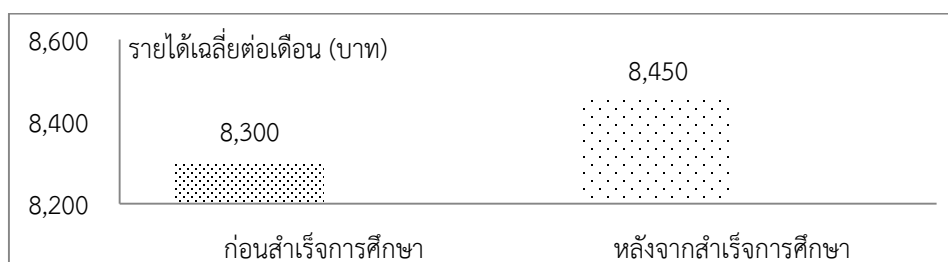 8,600
รายได้เฉลี่ยต่อเดือน (บาท)
8,450
8,400
8,300
8,200
ก่อนสำเร็จการศึกษา หลังจากสำเร็จการศึกษา